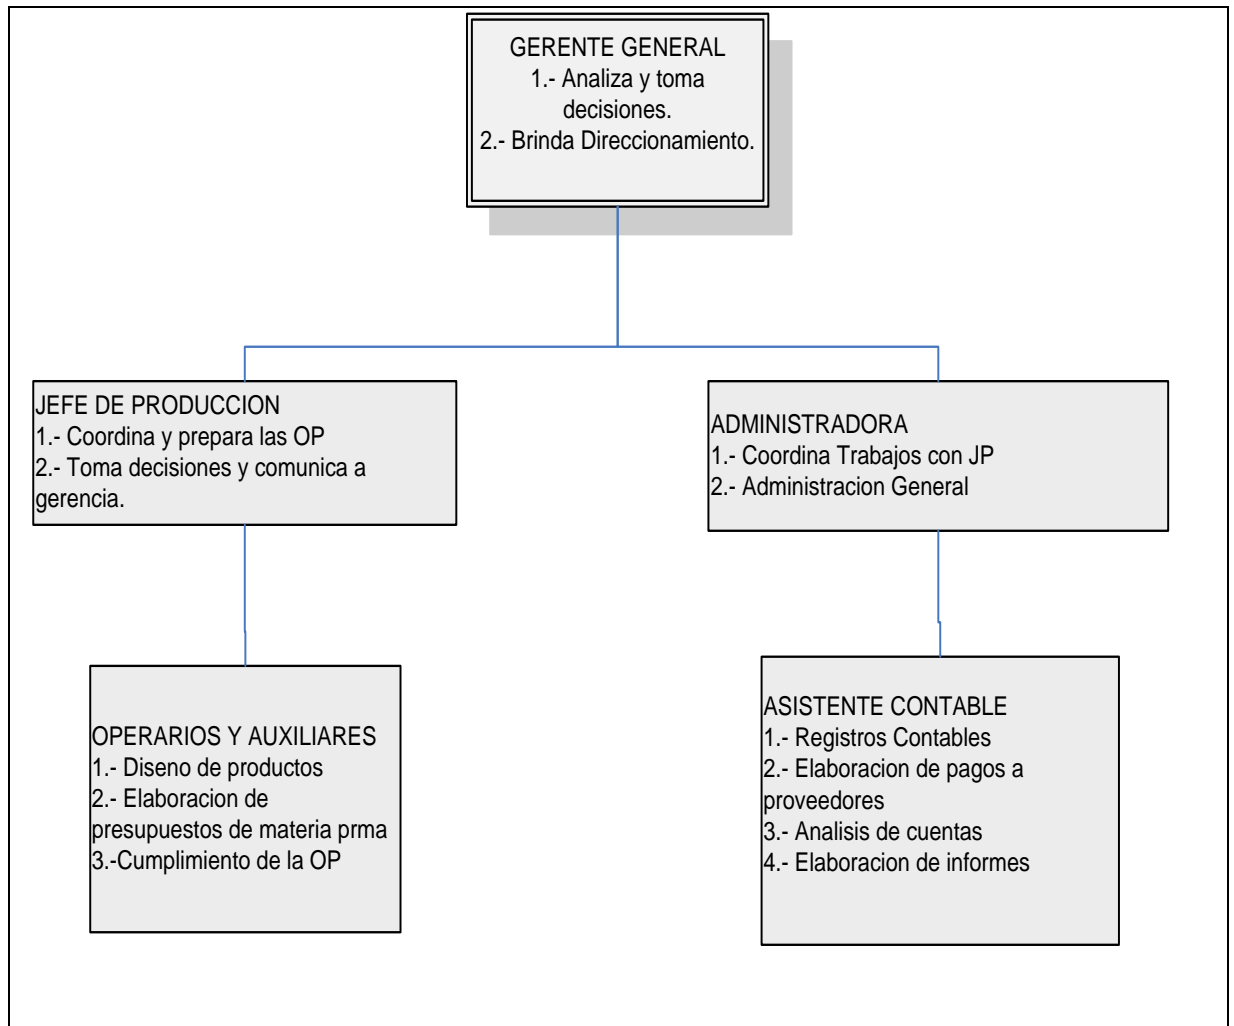 GERENTE GENERAL
1.- Analiza y toma
decisiones.
2.- Brinda Direccionamiento.
JEFE DE PRODUCCION
1.- Coordina y prepara las OP
2.- Toma decisiones y comunica a
gerencia.
ADMINISTRADORA
1.- Coordina Trabajos con JP
2.- Administracion General
OPERARIOS Y AUXILIARES
1.- Diseno de productos
2.- Elaboracion de
presupuestos de materia prma
3.-Cumplimiento de la OP
ASISTENTE CONTABLE
1.- Registros Contables
2.- Elaboracion de pagos a
proveedores
3.- Analisis de cuentas
4.- Elaboracion de informes